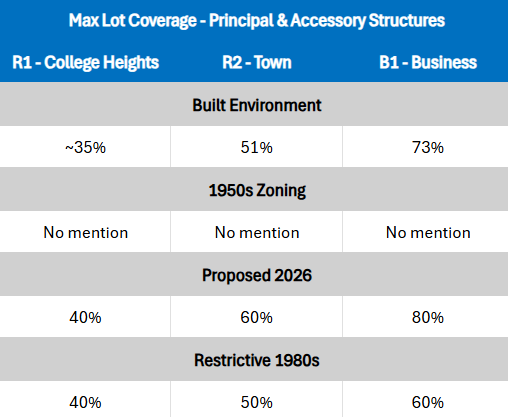 Max Lot Coverage - Principal & Accessory Structures
R1 - College Heights R2 - Town B1 - Business
Built Environment
~35% 51% 73%
1950s Zoning
No mention No mention No mention
Proposed 2026
40% 60% 80%
Restrictive 1980s
40% 50% 60%